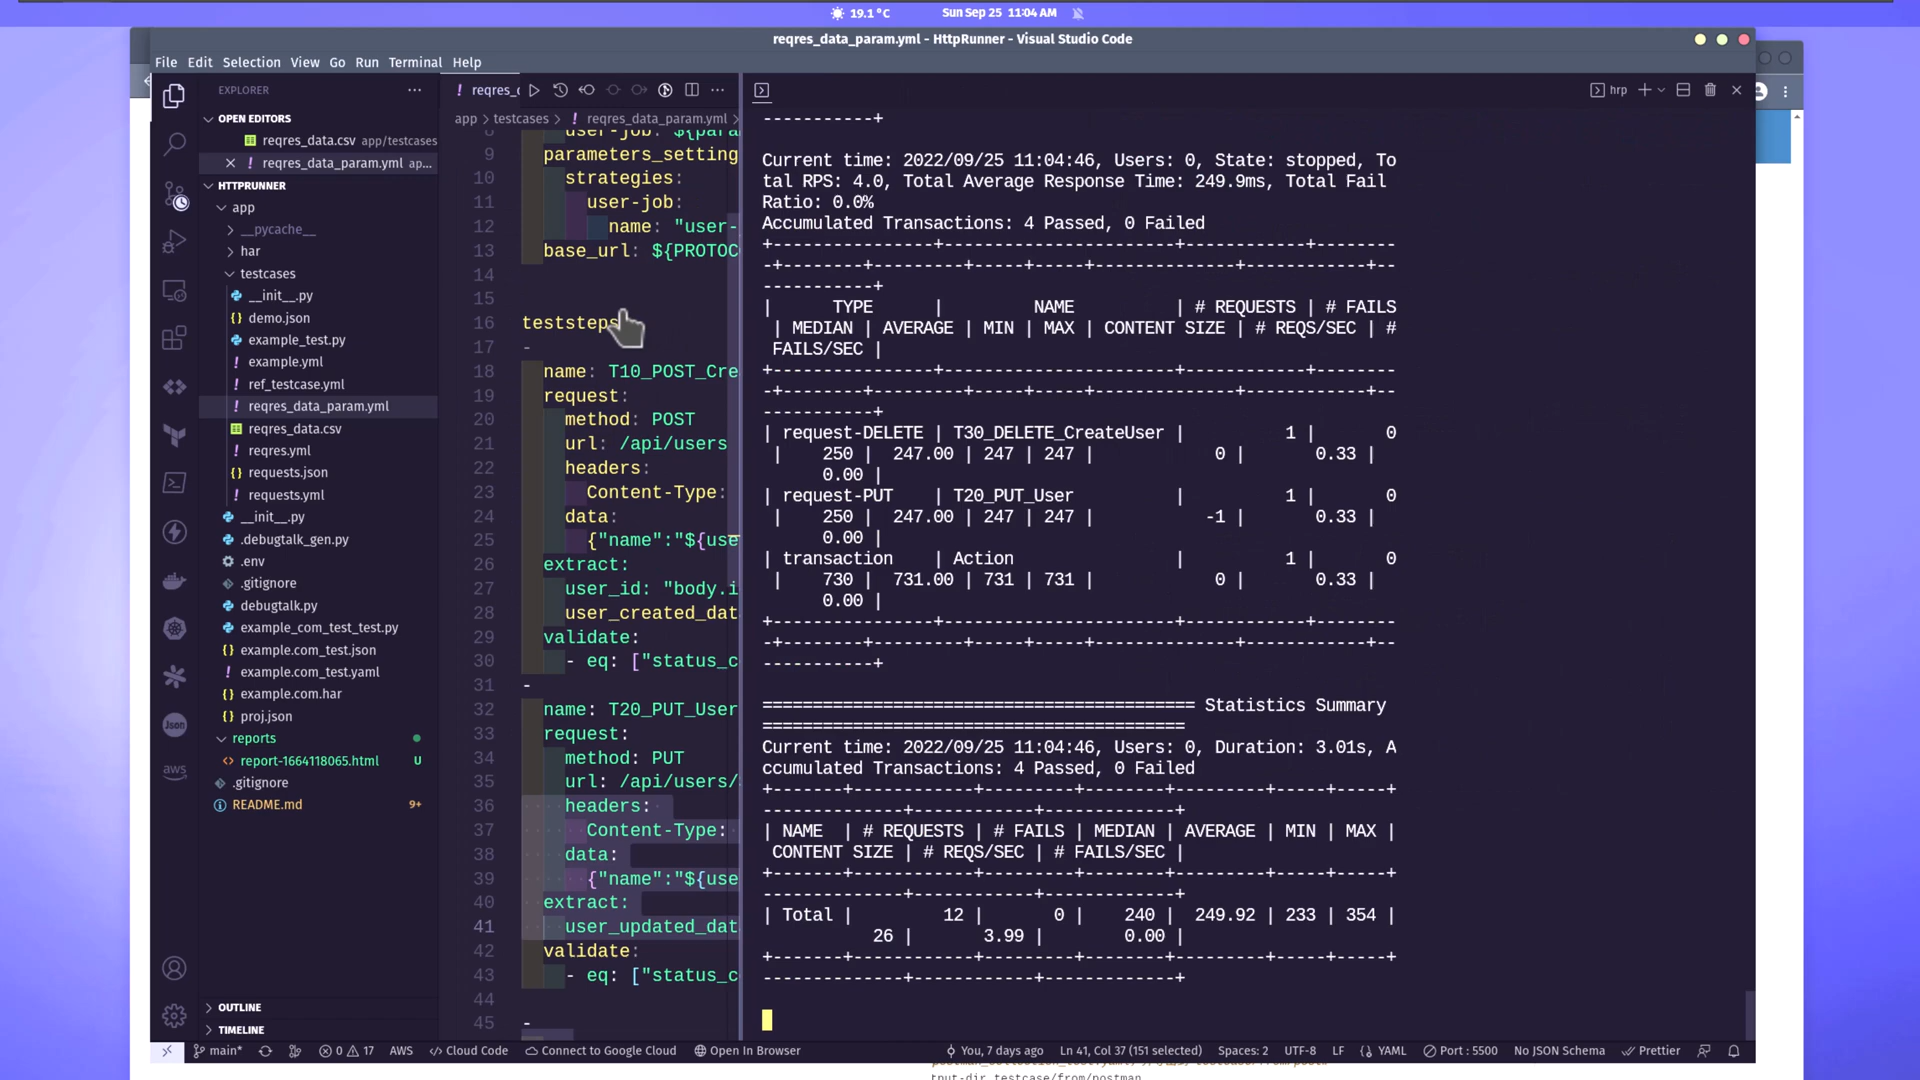 19.1°C
Sun Sep 25 11:04 AM
reqres_data_param.yml - HttpRunner - Visual Studio Code
File Edit Selection View Go Run Terminal Help
EXPLORER
OPEN EDITORS
reqres_data.csv app/testcases
! reqres_data_param.yml ap...
HTTPRUNNER
app
__pycache__
har
testcases
__init__.py
{} demo.json
example_test.py
! example.yml
! ref_testcase.yml
! reqres_data_param.yml
reqres_data.csv
! reqres.yml
{} requests.json
! requests.yml
__init__.py
.debugtalk_gen.py
.env
.gitignore
debugtalk.py
example_com_test_test.py
{} example.com_test.json
! example.com_test.yaml
{} example.com.har
{} proj.json
reports
<> report-1664118065.html U
.gitignore
README.md 9+
OUTLINE
TIMELINE
Json
aws
! reqres_c
app > testcases > ! reqres_data_param.yml >
8 user-job: ${para
9 parameters_setting
10 strategies:
11 user-job:
12 name: "user-
13 base_url: ${PROTOC
14
15
16 teststeps
17 -
18 name: T10_POST_Cre
19 request:
20 method: POST
21 url: /api/users
22 headers:
23 Content-Type:
24 data:
25 {"name":"${use
26 extract:
27 user_id: "body.i
28 user_created_dat
29 validate:
30 - eq: ["status_c
31 -
32 name: T20_PUT_User
33 request:
34 method: PUT
35 url: /api/users/
36 headers:
37 Content-Type:
38 data:
39 {"name":"${use
40 extract:
41 user_updated_dat
42 validate:
43 - eq: ["status_c
44
45 -
hrp
-----------+
Current time: 2022/09/25 11:04:46, Users: 0, State: stopped, To
tal RPS: 4.0, Total Average Response Time: 249.9ms, Total Fail
Ratio: 0.0%
Accumulated Transactions: 4 Passed, 0 Failed
+----------------+-----------------------+------------+--------
-+--------+---------+-----+-----+--------------+------------+--
-----------+
| TYPE | NAME | # REQUESTS | # FAILS
| MEDIAN | AVERAGE | MIN | MAX | CONTENT SIZE | # REQS/SEC | #
FAILS/SEC |
+----------------+-----------------------+------------+--------
-+--------+---------+-----+-----+--------------+------------+--
-----------+
| request-DELETE | T30_DELETE_CreateUser | 1 | 0
| 250 | 247.00 | 247 | 247 | 0 | 0.33 |
0.00 |
| request-PUT | T20_PUT_User | 1 | 0
| 250 | 247.00 | 247 | 247 | -1 | 0.33 |
0.00 |
| transaction | Action | 1 | 0
| 730 | 731.00 | 731 | 731 | 0 | 0.33 |
0.00 |
+----------------+-----------------------+------------+--------
-+--------+---------+-----+-----+--------------+------------+--
-----------+
=========================================== Statistics Summary
==========================================
Current time: 2022/09/25 11:04:46, Users: 0, Duration: 3.01s, A
ccumulated Transactions: 4 Passed, 0 Failed
+-------+------------+---------+--------+---------+-----+-----+
--------------+------------+-------------+
| NAME | # REQUESTS | # FAILS | MEDIAN | AVERAGE | MIN | MAX |
CONTENT SIZE | # REQS/SEC | # FAILS/SEC |
+-------+------------+---------+--------+---------+-----+-----+
--------------+------------+-------------+
| Total | 12 | 0 | 240 | 249.92 | 233 | 354 |
26 | 3.99 | 0.00 |
+-------+------------+---------+--------+---------+-----+-----+
--------------+------------+-------------+
main* 0 17 AWS Cloud Code Connect to Google Cloud Open In Browser You, 7 days ago Ln 41, Col 37 (151 selected) Spaces: 2 UTF-8 LF {} YAML Port : 5500 No JSON Schema Prettier
tput-dir testcase/from/postman